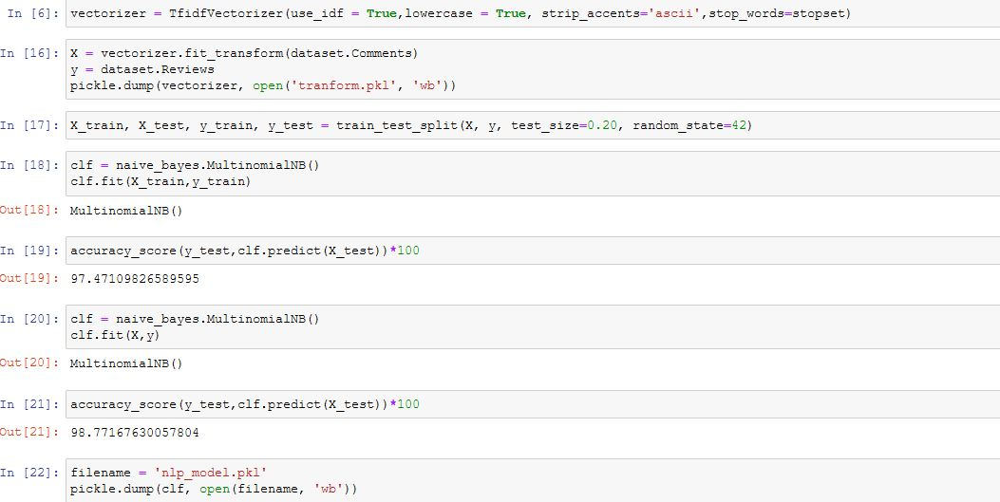 In [6]: vectorizer = TfidfVectorizer(use_idf = True,lowercase = True, strip_accents='ascii',stop_words=stopset)
In [16]: X = vectorizer.fit_transform(dataset.Comments)
y = dataset.Reviews
pickle.dump(vectorizer, open('tranform.pkl', 'wb'))
In [17]: X_train, X_test, y_train, y_test = train_test_split(X, y, test_size=0.20, random_state=42)
In [18]: clf = naive_bayes.MultinomialNB()
clf.fit(X_train,y_train)
Out[18]: MultinomialNB()
In [19]: accuracy_score(y_test,clf.predict(X_test))*100
Out[19]: 97.47109826589595
In [20]: clf = naive_bayes.MultinomialNB()
clf.fit(X,y)
Out[20]: MultinomialNB()
In [21]: accuracy_score(y_test,clf.predict(X_test))*100
Out[21]: 98.77167630057804
In [22]: filename = 'nlp_model.pkl'
pickle.dump(clf, open(filename, 'wb'))